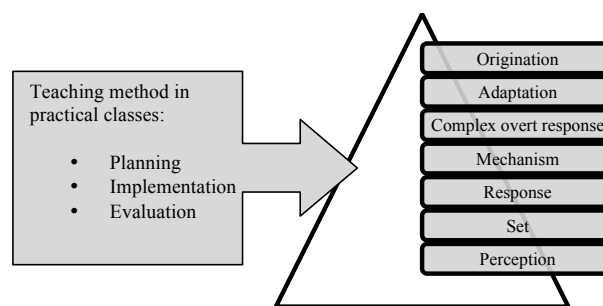 Teaching method in
practical classes:
• Planning
• Implementation
• Evaluation
Origination
Adaptation
Complex overt response
Mechanism
Response
Set
Perception